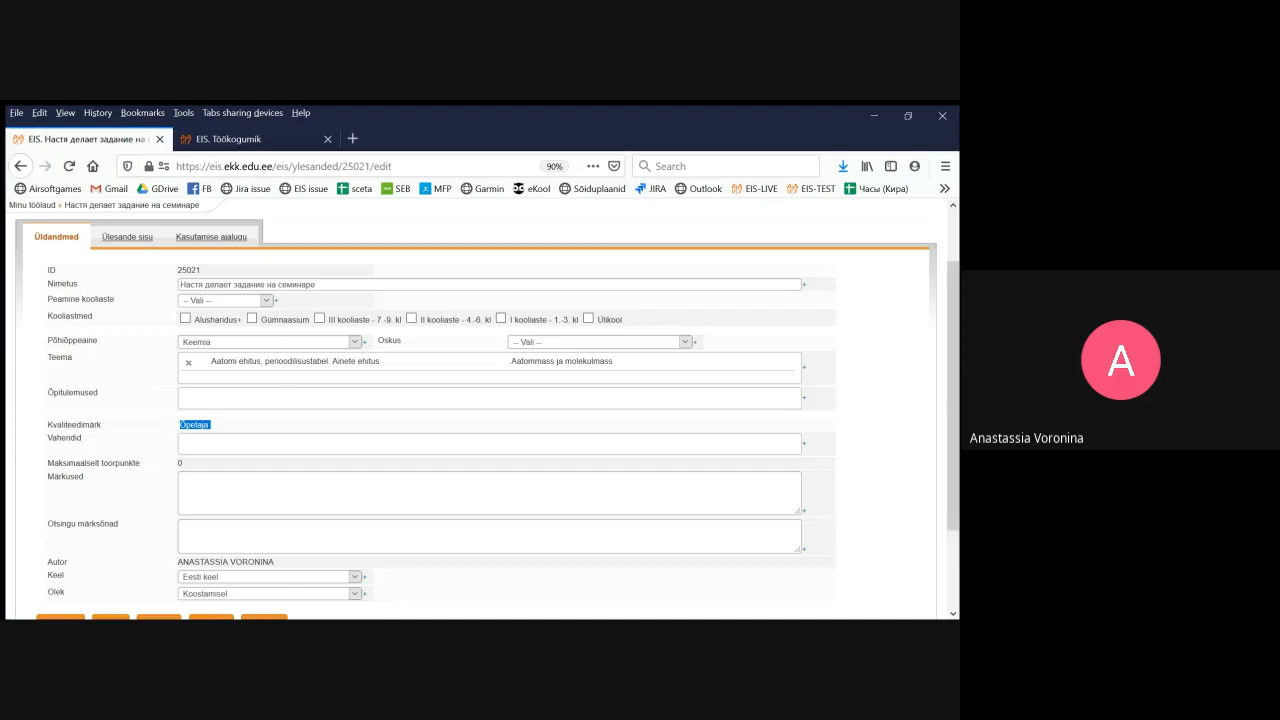 File Edit View History Bookmarks Tools Tabs sharing devices Help
EIS. Настя делает задание на EIS. Töökogumik
https://eis.ekk.edu.ee/eis/ylesanded/25021/edit 90% Search
Airsoftgames Gmail GDrive FB Jira issue EIS issue sceta SEB MFP Garmin eKool Sõiduplaanid JIRA Outlook EIS-LIVE EIS-TEST Часы (Кира)
Minu töölaud » Настя делает задание на семинаре
Üldandmed Ülesande sisu Kasutamise ajalugu
ID 25021
Nimetus Настя делает задание на семинаре
Peamine kooliaste -- Vali --
Kooliastmed Alusharidus Gümnaasium III kooliaste - 7.-9. kl II kooliaste - 4.-6. kl I kooliaste - 1.-3. kl Ülikool
Põhiõppeaine Keemia Oskus -- Vali --
Teema Aatomi ehitus, perioodilisustabel. Ainete ehitus. Aatommass ja molekulmass
Õpitulemused
Kvaliteedimärk Õpetaja
Vahendid
Maksimaalselt toorpunkte 0
Märkused
Otsingu märksõnad
Autor ANASTASSIA VORONINA
Keel Eesti keel
Olek Koostamisel
A
Anastassia Voronina